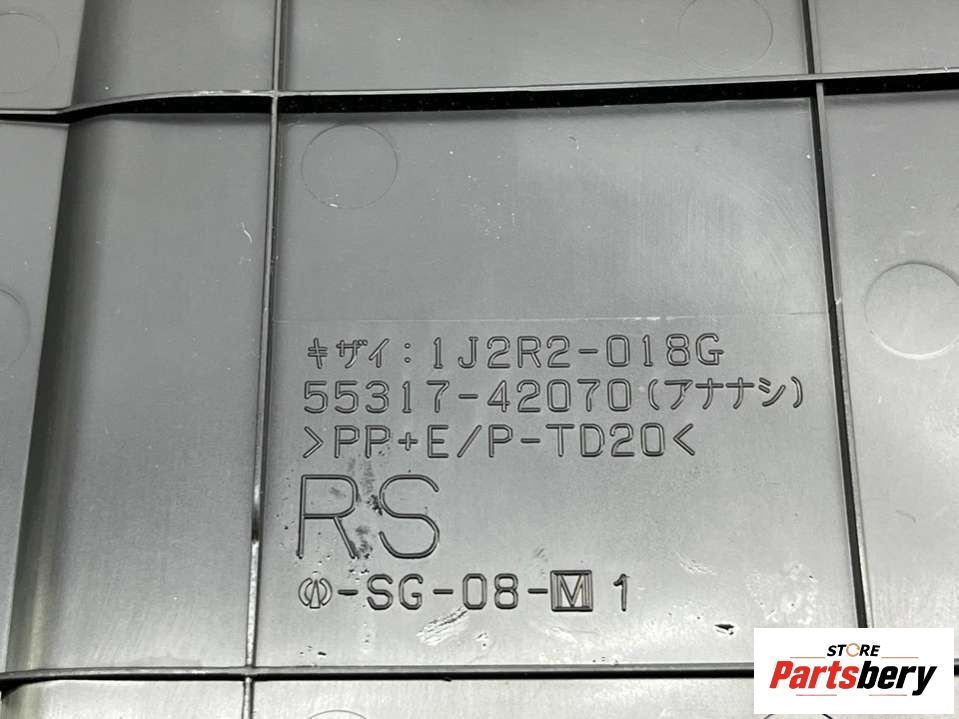 キザイ: 1J2R2-018G
55317-42070(アナナシ)
>PP+E/P-TD20<
RS
-SG-08-M 1
STORE
Partsbery